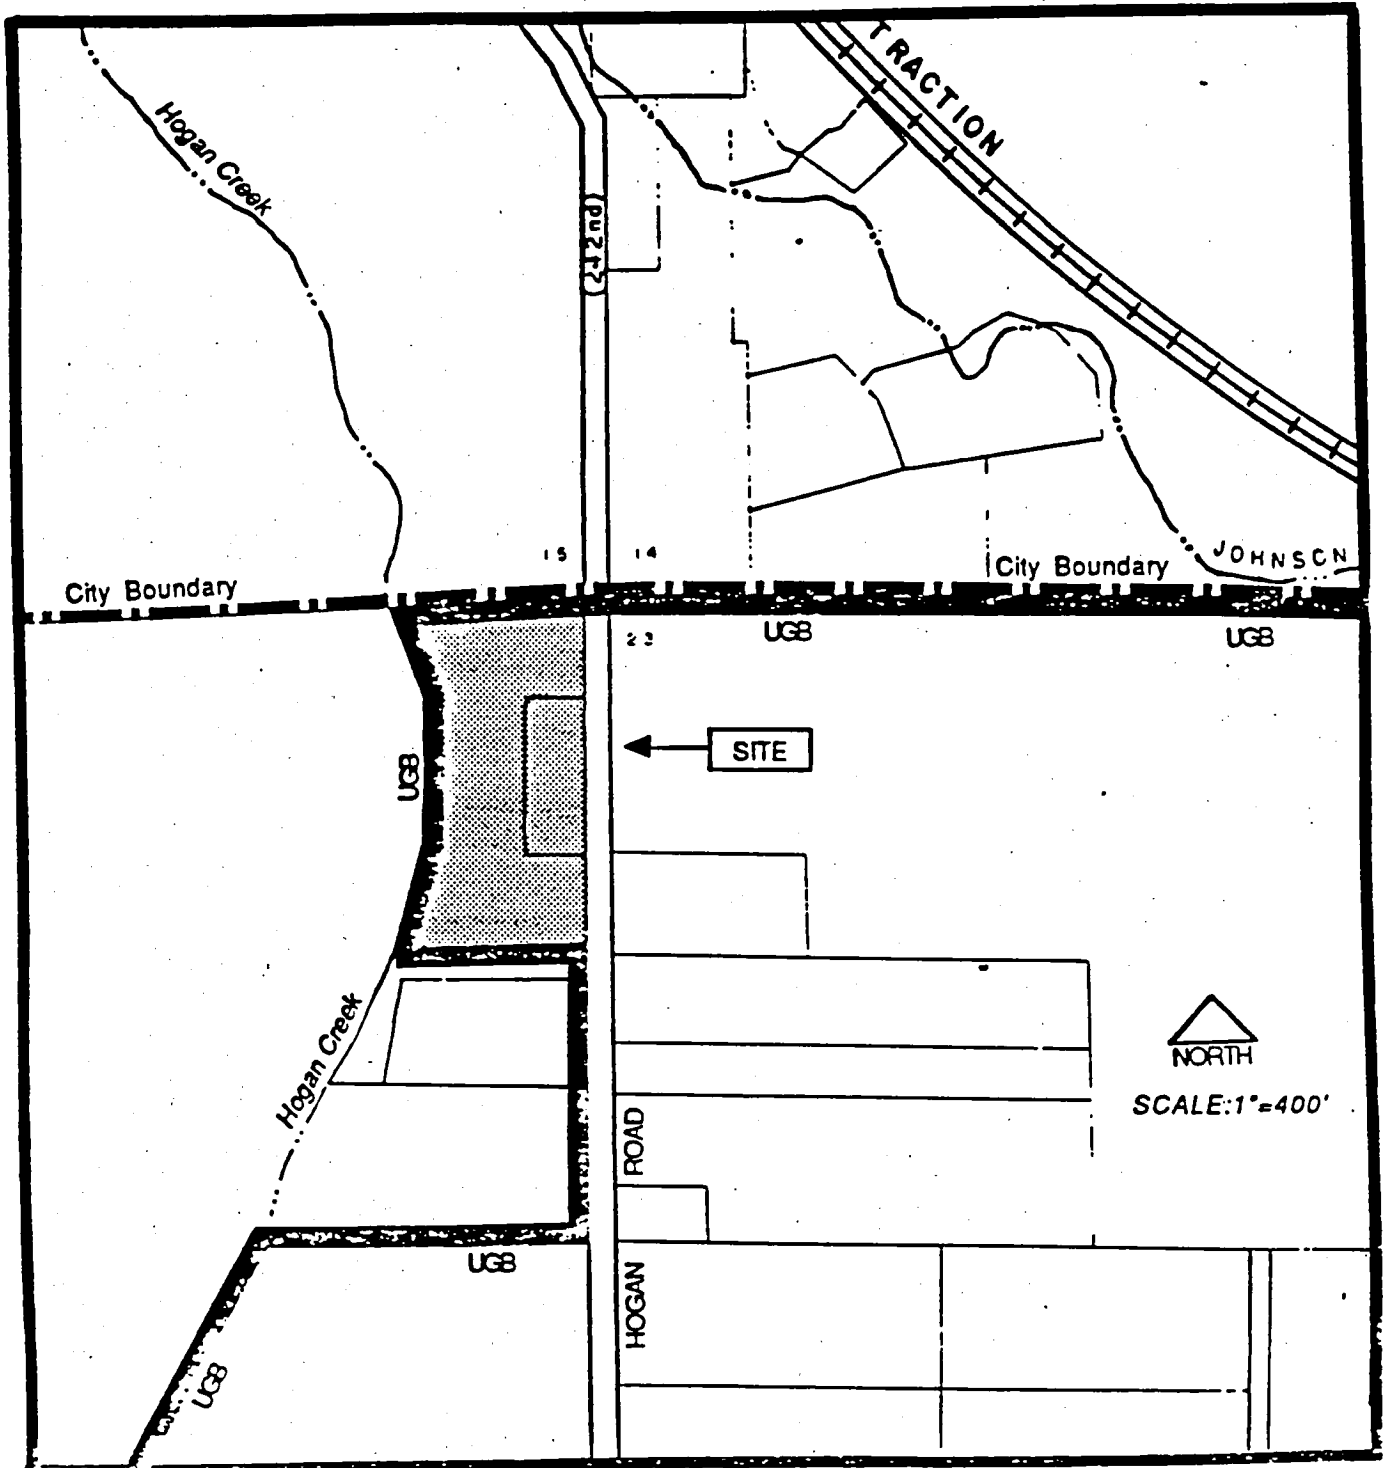 TRACTION
Hogan Creek
(242nd)
15
14
JOHNSCN
City Boundary
City Boundary
23
UGB
UGB
SITE
UGB
Hogan Creek
NORTH
SCALE:1"=400'
ROAD
UGB
HOGAN
UGB